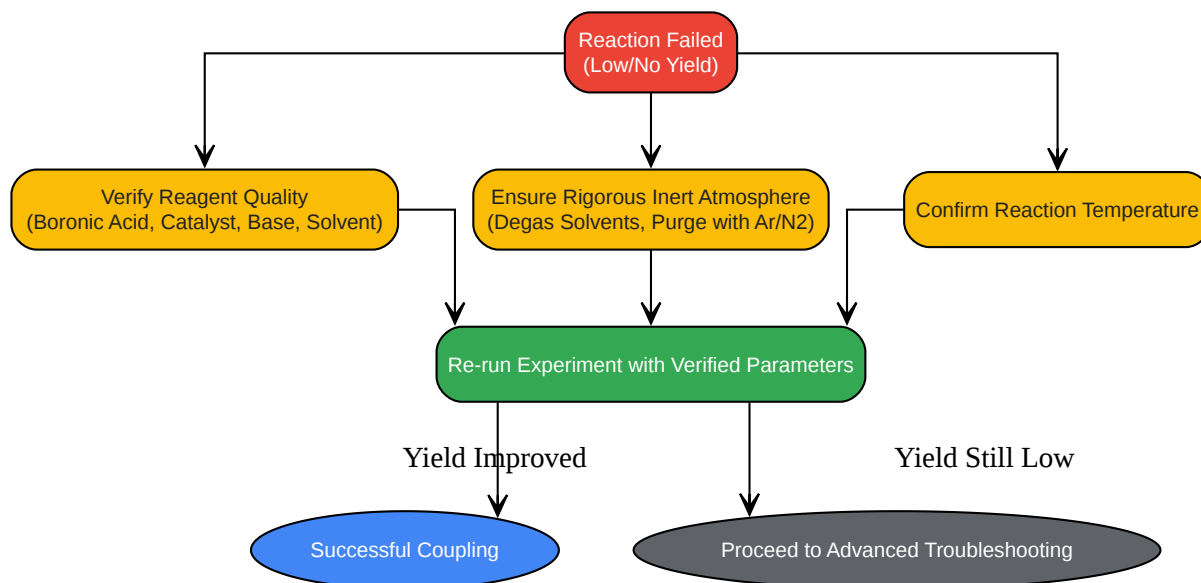 Reaction Failed
(Low/No Yield)
Verify Reagent Quality
(Boronic Acid, Catalyst, Base, Solvent)
Ensure Rigorous Inert Atmosphere
(Degas Solvents, Purge with Ar/N2)
Confirm Reaction Temperature
Re-run Experiment with Verified Parameters
Yield Improved
Yield Still Low
Successful Coupling
Proceed to Advanced Troubleshooting